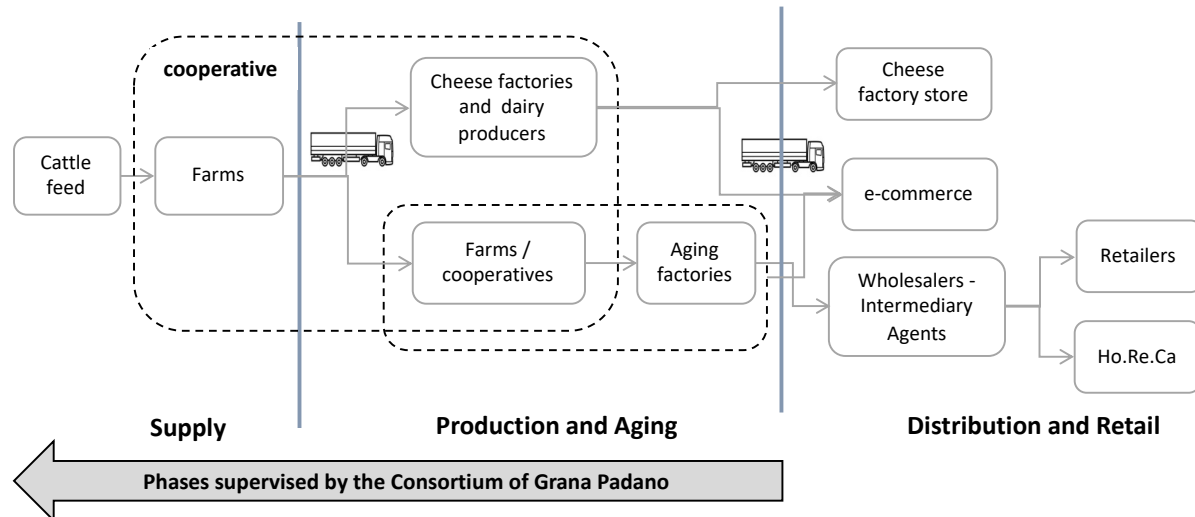 cooperative
Cheese factories
and dairy
producers
Cheese
factory store
Cattle
feed
Farms
e-commerce
Farms /
cooperatives
Aging
factories
Wholesalers -
Intermediary
Agents
Retailers
Ho.Re.Ca
Supply
Production and Aging
Distribution and Retail
Phases supervised by the Consortium of Grana Padano